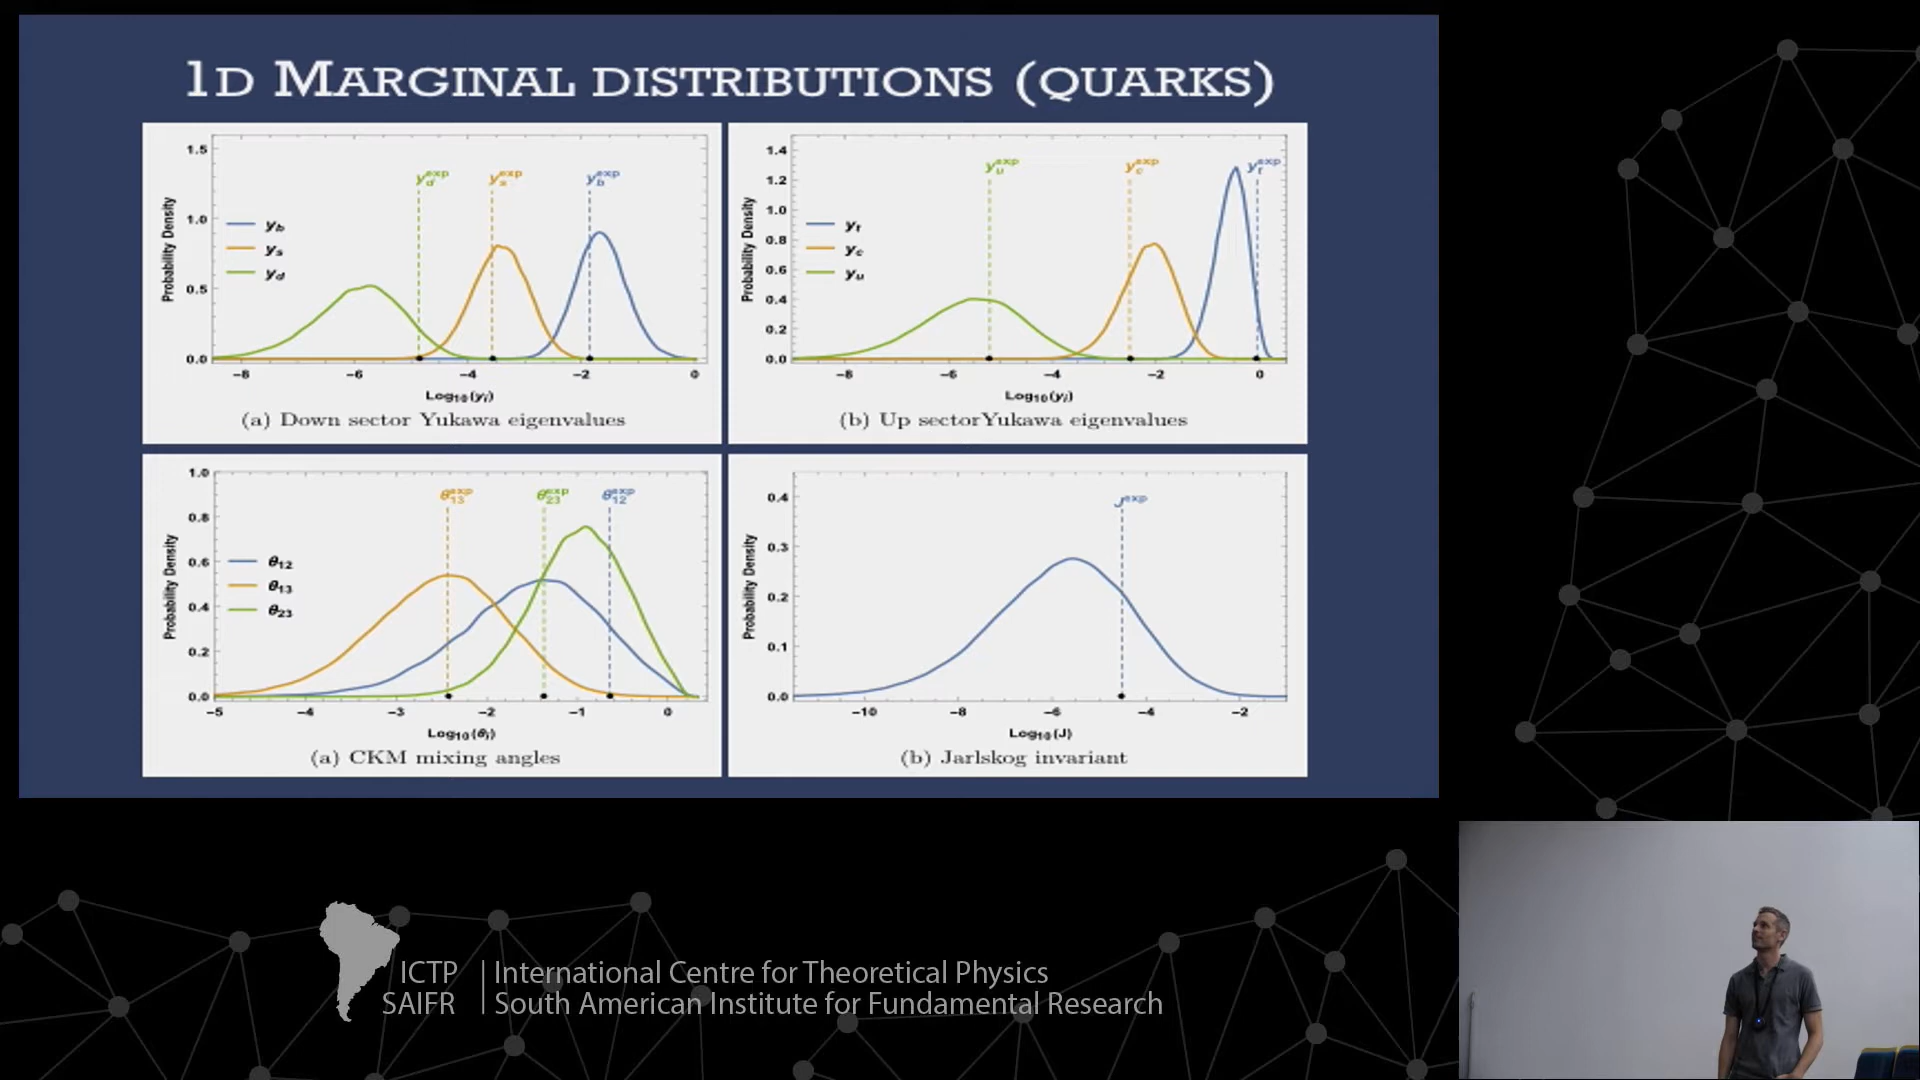 1D MARGINAL DISTRIBUTIONS (QUARKS)
1.5
1.0
0.5
0.0
Probability Density
y_b
y_s
y_d
y_d^exp
y_s^exp
y_b^exp
−8 −6 −4 −2 0
Log10(y_i)
(a) Down sector Yukawa eigenvalues
1.4
1.2
1.0
0.8
0.6
0.4
0.2
0.0
Probability Density
y_t
y_c
y_u
y_u^exp
y_c^exp
y_t^exp
−8 −6 −4 −2 0
Log10(y_i)
(b) Up sectorYukawa eigenvalues
1.0
0.8
0.6
0.4
0.2
0.0
Probability Density
θ12
θ13
θ23
θ13^exp
θ23^exp
θ12^exp
−5 −4 −3 −2 −1 0
Log10(θ_i)
(a) CKM mixing angles
0.4
0.3
0.2
0.1
0.0
Probability Density
J^exp
−10 −8 −6 −4 −2
Log10(J)
(b) Jarlskog invariant
ICTP
SAIFR
International Centre for Theoretical Physics
South American Institute for Fundamental Research